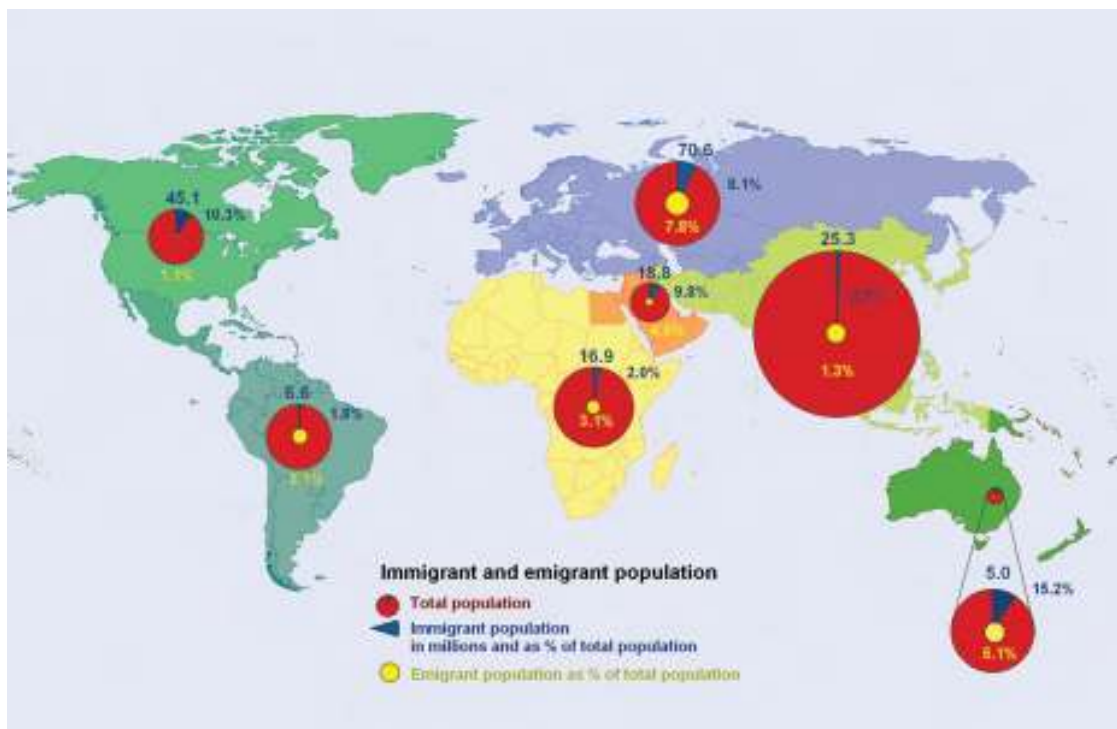 70.6
8.1%
7.8%
45.1
10.3%
25.3
1.3%
18.8
9.8%
16.9
2.0%
3.1%
5.0
15.2%
Immigrant and emigrant population
Total population
Immigrant population
in millions and as % of total population
Emigrant population as % of total population